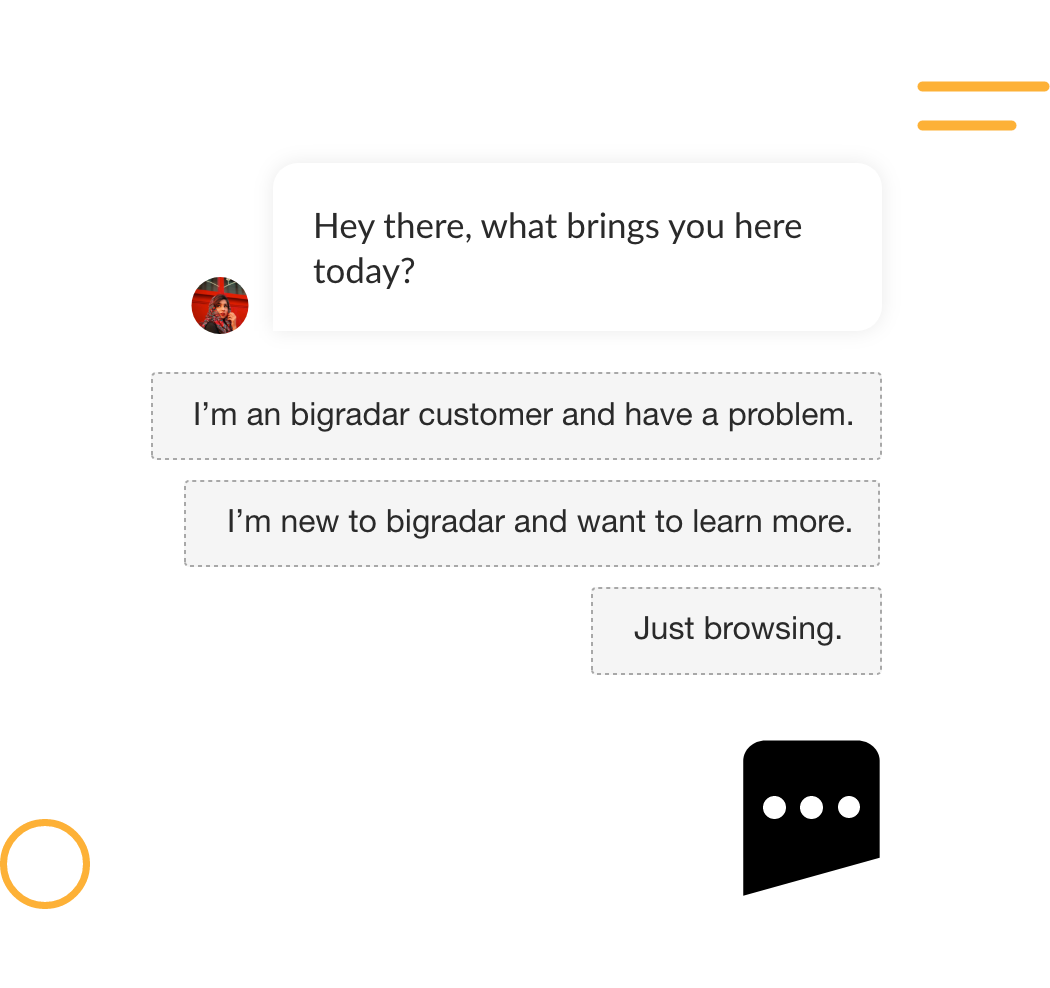 Hey there, what brings you here
today?
I’m an bigradar customer and have a problem.
I’m new to bigradar and want to learn more.
Just browsing.